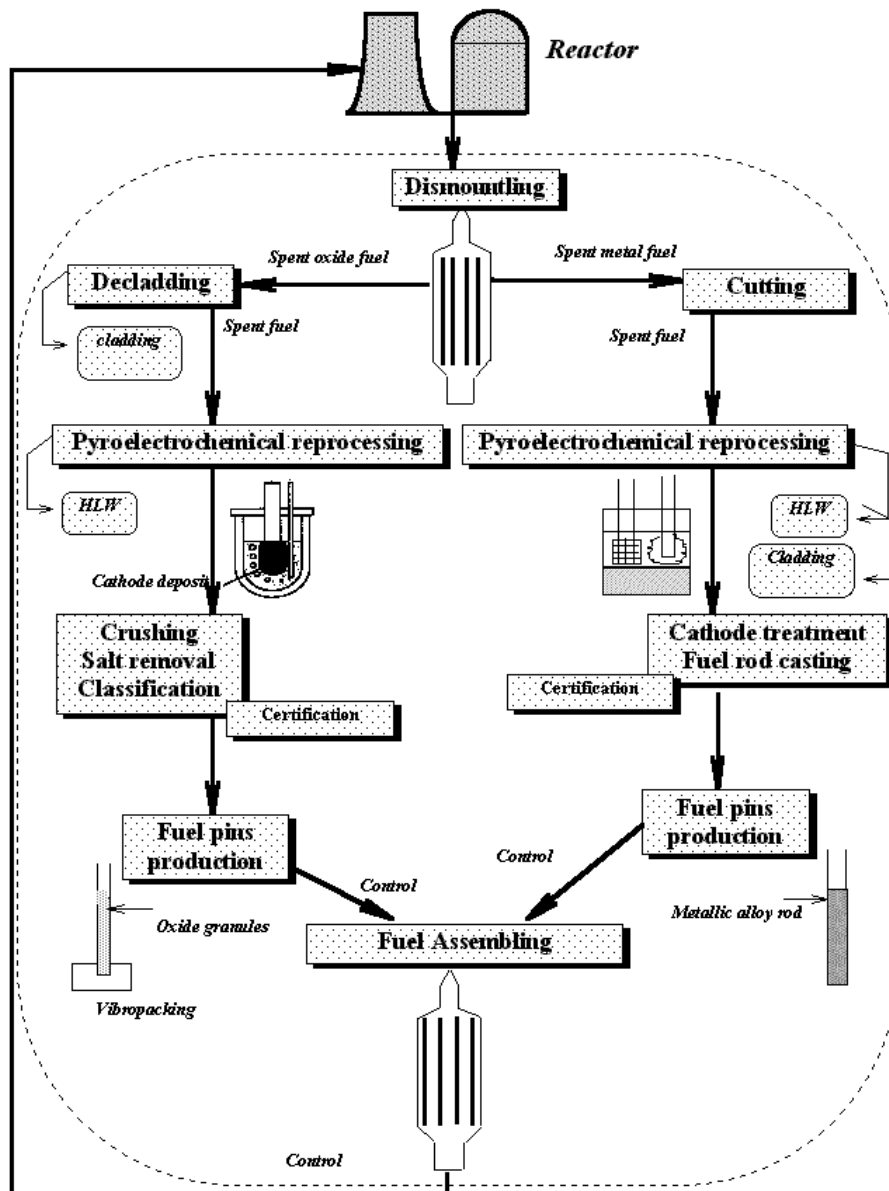 Reactor
Dismountling
Spent oxide fuel
Spent metal fuel
Decladding
Cutting
cladding
Spent fuel
Spent fuel
Pyroelectrochemical reprocessing
Pyroelectrochemical reprocessing
HLW
HLW
Cladding
Cathode deposit
Crushing
Salt removal
Classification
Certification
Cathode treatment
Fuel rod casting
Certification
Fuel pins
production
Fuel pins
production
Control
Control
Oxide granules
Metallic alloy rod
Fuel Assembling
Vibropacking
Control